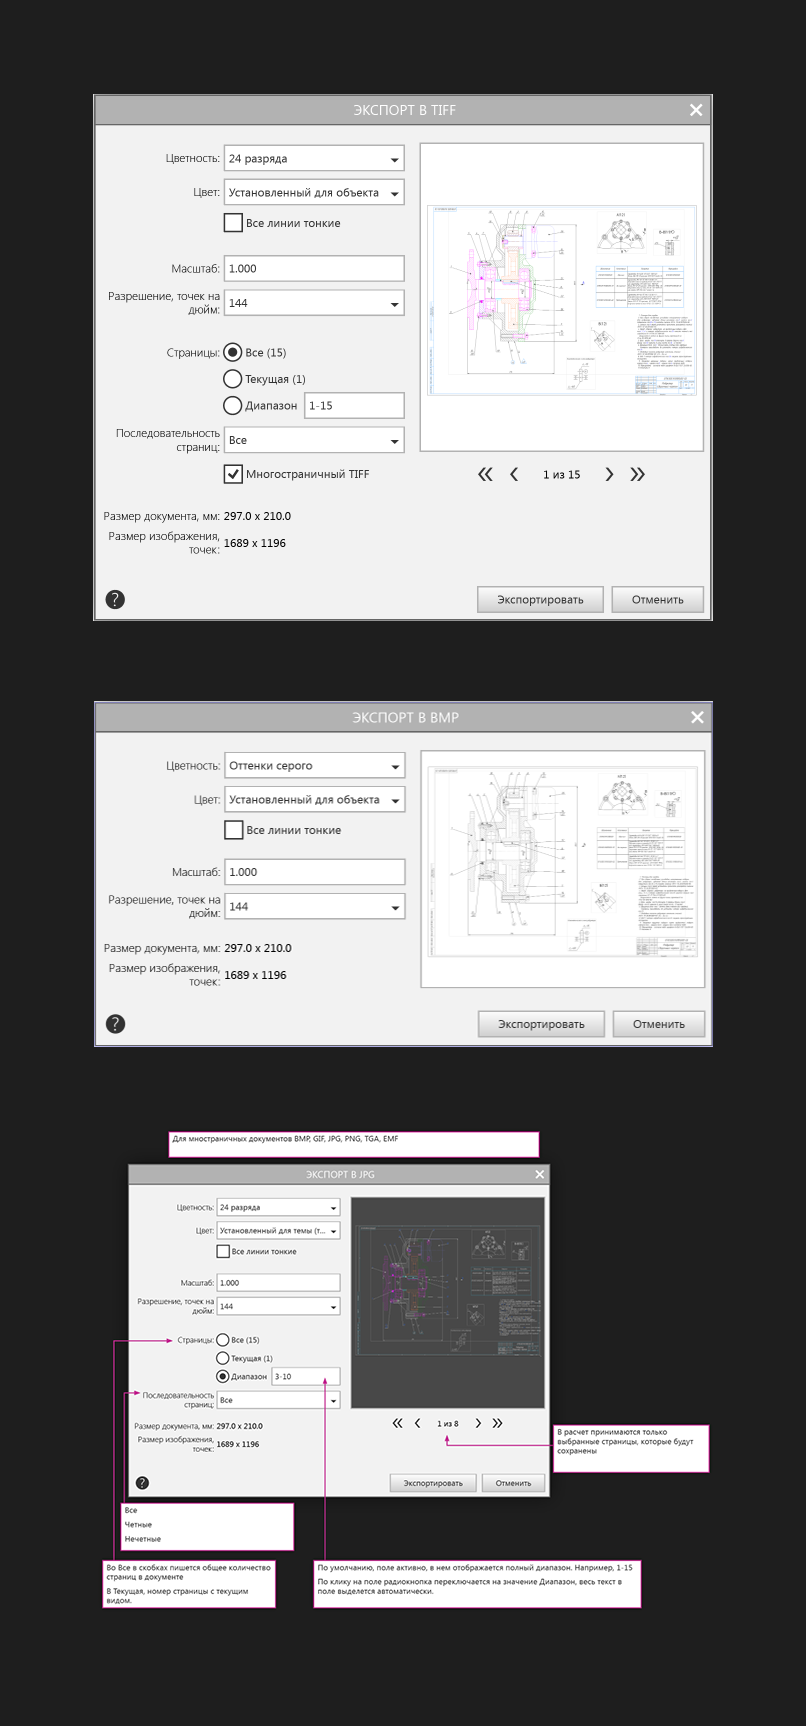 ЭКСПОРТ В TIFF
Цветность: 24 разряда
Цвет: Установленный для объекта
Все линии тонкие
Масштаб: 1.000
Разрешение, точек на
дюйм: 144
Страницы: Все (15)
Текущая (1)
Диапазон 1-15
Последовательность
страниц: Все
Многостраничный TIFF
1 из 15
Размер документа, мм: 297.0 x 210.0
Размер изображения,
точек: 1689 x 1196
? Экспортировать Отменить
ЭКСПОРТ В BMP
Цветность: Оттенки серого
Цвет: Установленный для объекта
Все линии тонкие
Масштаб: 1.000
Разрешение, точек на
дюйм: 144
Размер документа, мм: 297.0 x 210.0
Размер изображения,
точек: 1689 x 1196
? Экспортировать Отменить
Для мностраничных документов BMP, GIF, JPG, PNG, TGA, EMF
ЭКСПОРТ В JPG
Цветность: 24 разряда
Цвет: Установленный для темы (т...
Все линии тонкие
Масштаб: 1.000
Разрешение, точек на
дюйм: 144
Страницы: Все (15)
Текущая (1)
Диапазон 3-10
Последовательность
страниц: Все
1 из 8
Размер документа, мм: 297.0 x 210.0
Размер изображения,
точек: 1689 x 1196
? Экспортировать Отменить
В расчет принимаются только
выбранные страницы, которые будут
сохранены
Все
Четные
Нечетные
Во Все в скобках пишется общее количество
страниц в документе
В Текущая, номер страницы с текущим
видом.
По умолчанию, поле активно, в нем отображается полный диапазон. Например, 1-15
По клику на поле радиокнопка переключается на значение Диапазон, весь текст в
поле выделется автоматически.